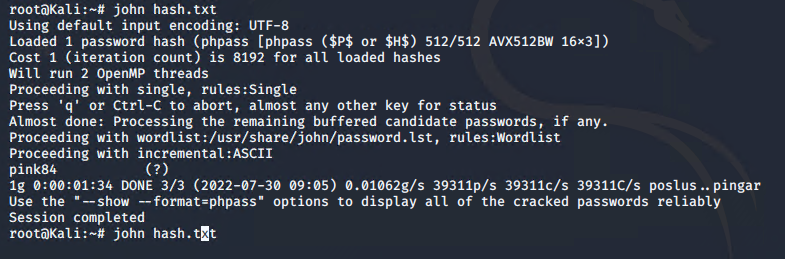 root@Kali:~# john hash.txt
Using default input encoding: UTF-8
Loaded 1 password hash (phpass [phpass ($P$ or $H$) 512/512 AVX512BW 16×3])
Cost 1 (iteration count) is 8192 for all loaded hashes
Will run 2 OpenMP threads
Proceeding with single, rules:Single
Press 'q' or Ctrl-C to abort, almost any other key for status
Almost done: Processing the remaining buffered candidate passwords, if any.
Proceeding with wordlist:/usr/share/john/password.lst, rules:Wordlist
Proceeding with incremental:ASCII
pink84           (?)
1g 0:00:01:34 DONE 3/3 (2022-07-30 09:05) 0.01062g/s 39311p/s 39311c/s 39311C/s poslus..pingar
Use the "--show --format=phpass" options to display all of the cracked passwords reliably
Session completed
root@Kali:~# john hash.txt